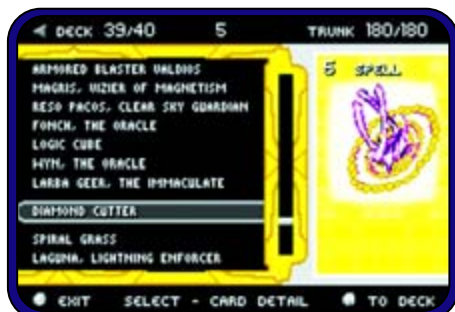 DECK 39/40 5 TRUNK 180/180
ARMORED BLASTER VALDIOS
MAGRIS, VIZIER OF MAGNETISM
RESO PACOS, CLEAR SKY GUARDIAN
FONCH, THE ORACLE
LOGIC CUBE
WYN, THE ORACLE
LARBA GEER, THE IMMACULATE
DIAMOND CUTTER
SPIRAL GRASS
LAGUNA, LIGHTNING ENFORCER
5 SPELL
EXIT SELECT - CARD DETAIL TO DECK